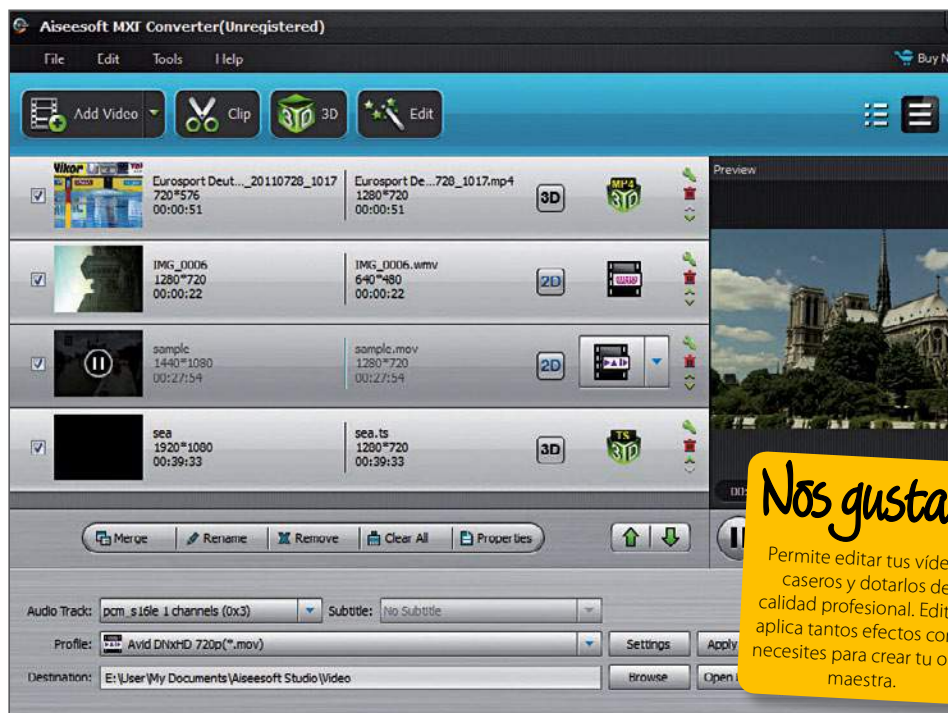 Aiseesoft MXF Converter(Unregistered)
File Edit Tools Help
Buy N
Add Video Clip 3D Edit
Preview
Nikon
Eurosport Deut..._20110728_1017
720*576
00:00:51
Eurosport De...728_1017.mp4
1280*720
00:00:51
3D
MP4
3D
IMG_0006
1280*720
00:00:22
IMG_0006.wmv
640*480
00:00:22
2D
sample
1440*1080
00:27:54
sample.mov
1280*720
00:27:54
2D
sea
1920*1080
00:39:33
sea.ts
1280*720
00:39:33
3D
TS
3D
00:
Merge Rename Remove Clear All Properties
Audio Track: pcm_s16le 1 channels (0x3) Subtitle: No Subtitle
Profile: Avid DNxHD 720p(*.mov) Settings Apply
Destination: E:\User\My Documents\Aiseesoft Studio\Video Browse Open
Nos gusta
Permite editar tus víde
caseros y dotarlos de
calidad profesional. Edit
aplica tantos efectos co
necesites para crear tu o
maestra.